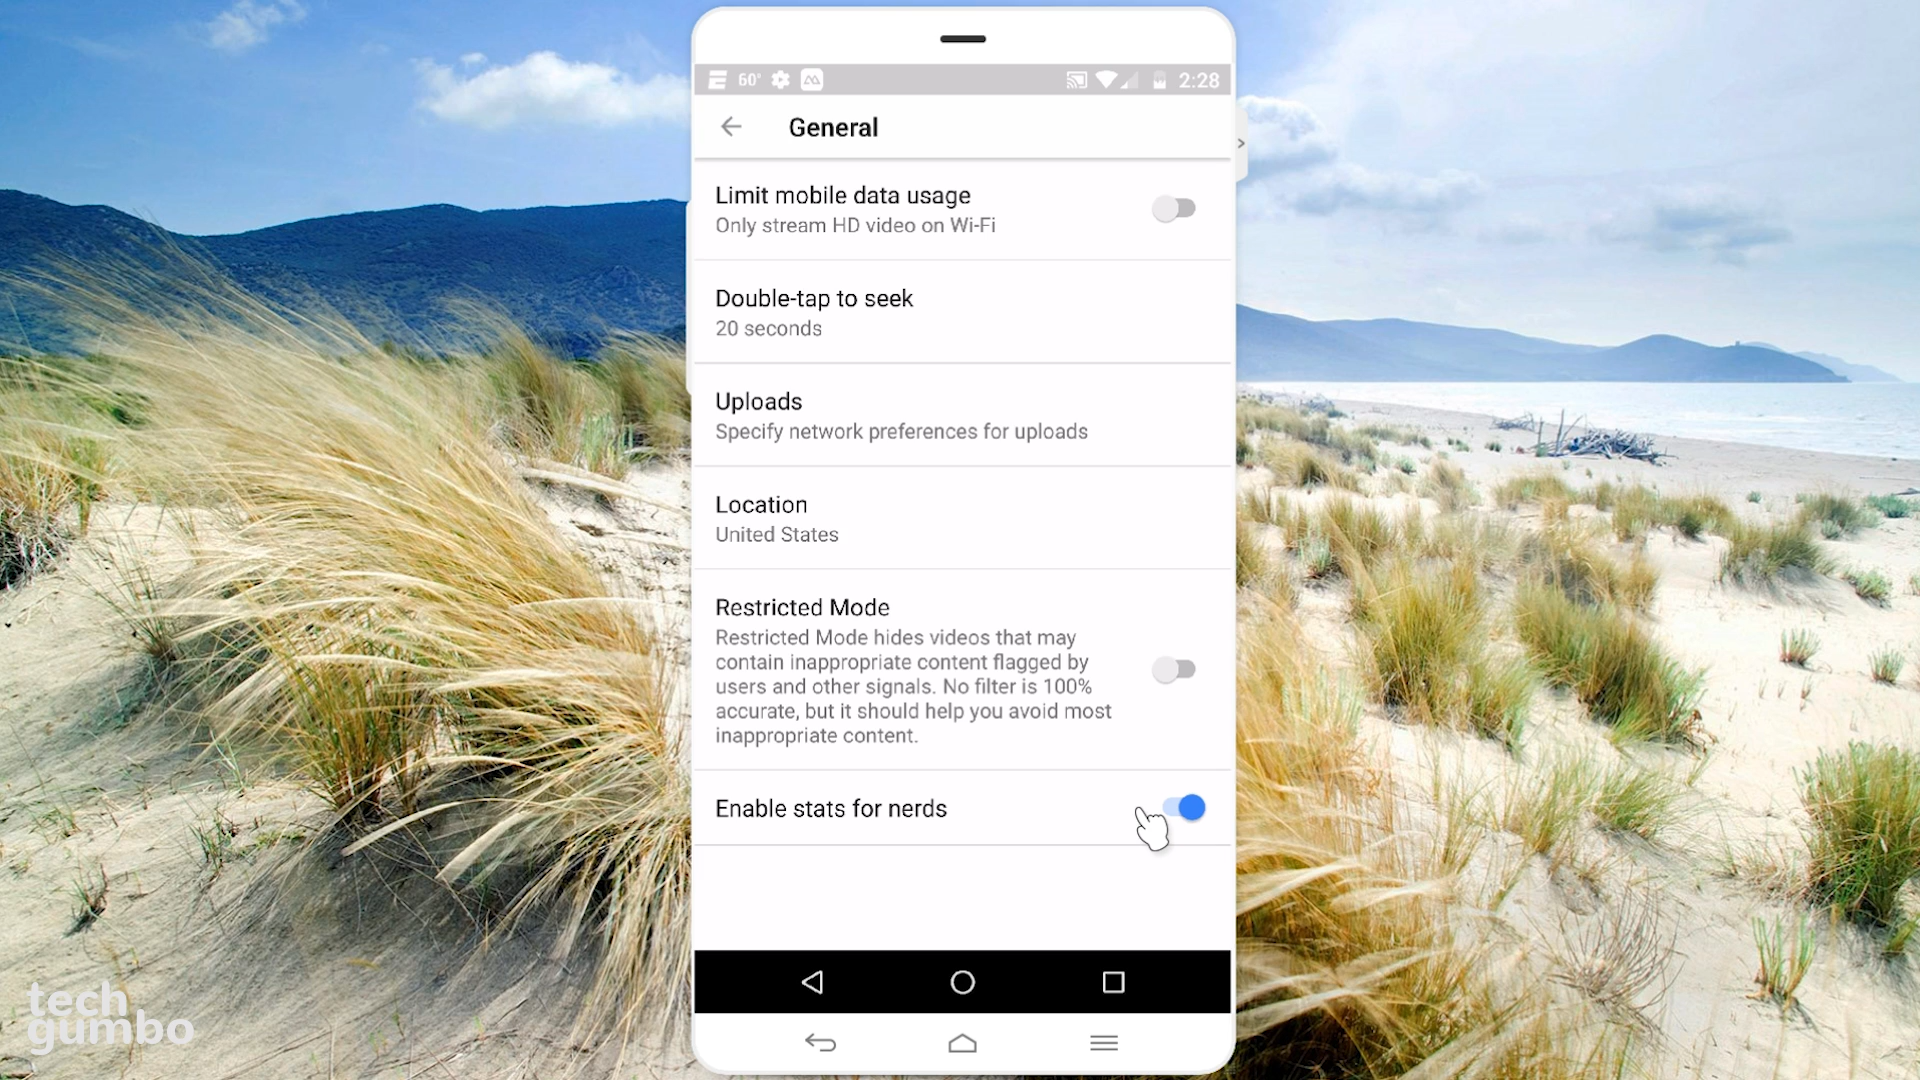 60°
2:28
General
Limit mobile data usage
Only stream HD video on Wi-Fi
Double-tap to seek
20 seconds
Uploads
Specify network preferences for uploads
Location
United States
Restricted Mode
Restricted Mode hides videos that may
contain inappropriate content flagged by
users and other signals. No filter is 100%
accurate, but it should help you avoid most
inappropriate content.
Enable stats for nerds
tech
gumbo